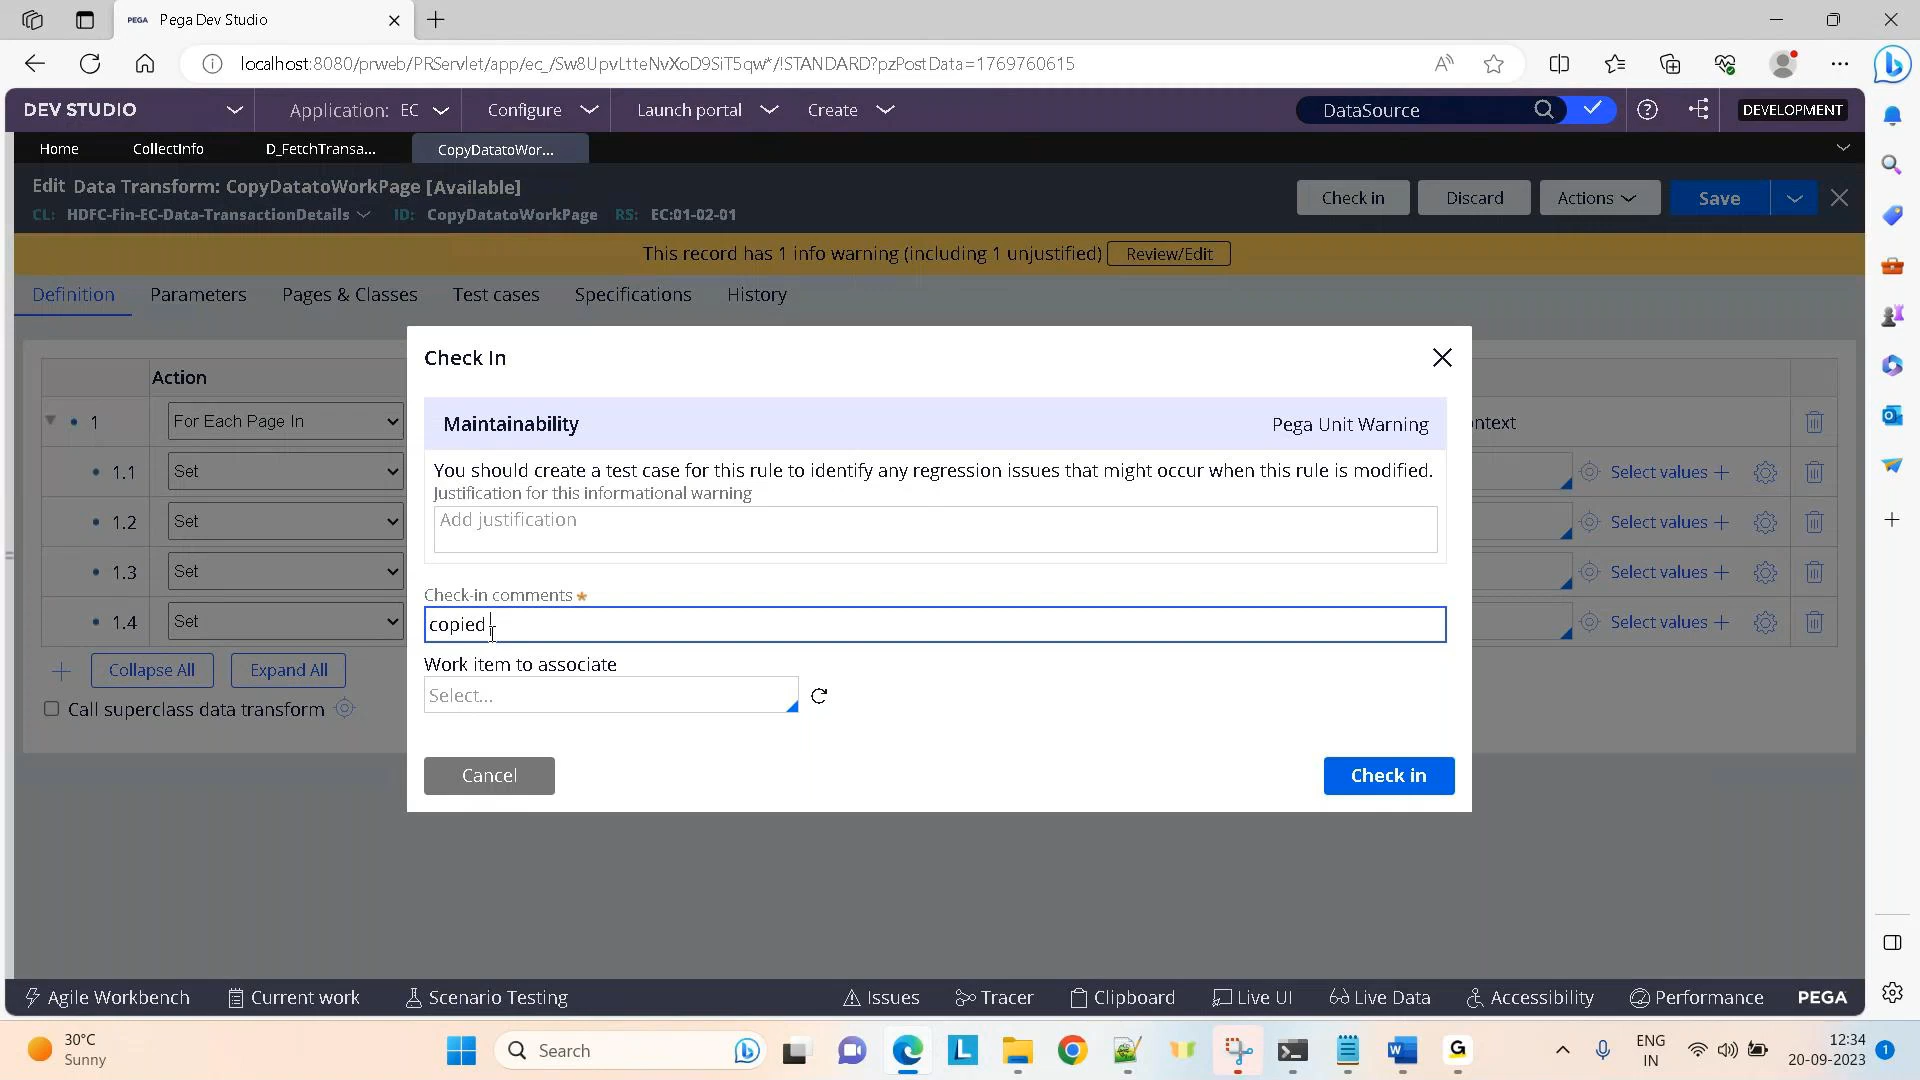 PEGA Pega Dev Studio
localhost:8080/prweb/PRServlet/app/ec_/Sw8UpvLtteNvXoD9SiT5qw*/!STANDARD?pzPostData=1769760615
DEV STUDIO Application: EC Configure Launch portal Create DataSource DEVELOPMENT
Home CollectInfo D_FetchTransa... CopyDatatoWor...
Edit Data Transform: CopyDatatoWorkPage [Available]
CL: HDFC-Fin-EC-Data-TransactionDetails ID: CopyDatatoWorkPage RS: EC:01-02-01
Check in Discard Actions Save
This record has 1 info warning (including 1 unjustified) Review/Edit
Definition Parameters Pages & Classes Test cases Specifications History
Check In
Action
Maintainability Pega Unit Warning
1 For Each Page In ntext
You should create a test case for this rule to identify any regression issues that might occur when this rule is modified.
1.1 Set Select values
Justification for this informational warning
Add justification
1.2 Set Select values
1.3 Set Select values
Check-in comments *
1.4 Set copied Select values
Collapse All Expand All
Work item to associate
Select...
Call superclass data transform
Cancel Check in
Agile Workbench Current work Scenario Testing Issues Tracer Clipboard Live UI Live Data Accessibility Performance PEGA
30°C
Sunny
Search
ENG
IN
12:34
20-09-2023
1